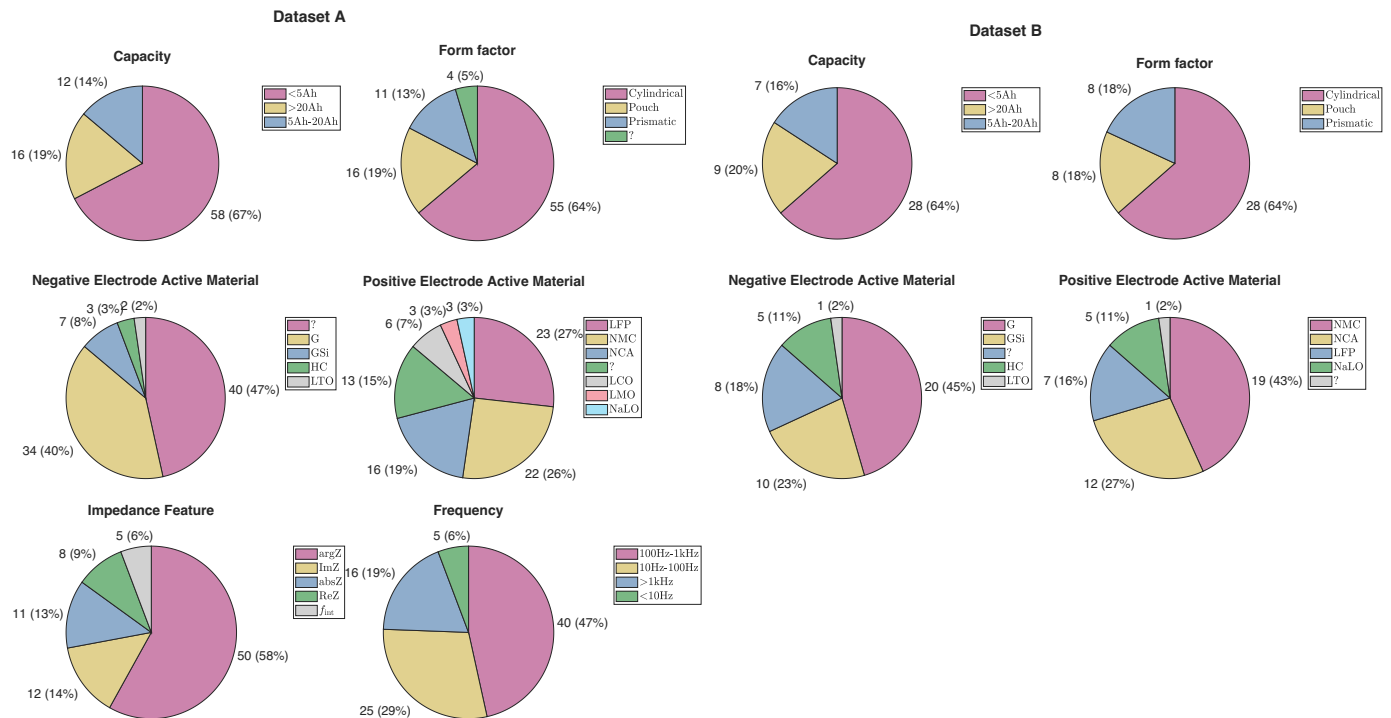 Dataset A
Capacity
12 (14%)
16 (19%)
58 (67%)
<5Ah
>20Ah
5Ah-20Ah
Form factor
4 (5%)
11 (13%)
16 (19%)
55 (64%)
Cylindrical
Pouch
Prismatic
?
Negative Electrode Active Material
2 (2%)
3 (3%)
7 (8%)
34 (40%)
40 (47%)
?
G
GSi
HC
LTO
Positive Electrode Active Material
3 (3%)
3 (3%)
6 (7%)
13 (15%)
16 (19%)
22 (26%)
23 (27%)
LFP
NMC
NCA
?
LCO
LMO
NaLO
Impedance Feature
5 (6%)
8 (9%)
11 (13%)
12 (14%)
50 (58%)
argZ
ImZ
absZ
ReZ
f_int
Frequency
5 (6%)
16 (19%)
25 (29%)
40 (47%)
100Hz-1kHz
10Hz-100Hz
>1kHz
<10Hz
Dataset B
Capacity
7 (16%)
9 (20%)
28 (64%)
<5Ah
>20Ah
5Ah-20Ah
Form factor
8 (18%)
8 (18%)
28 (64%)
Cylindrical
Pouch
Prismatic
Negative Electrode Active Material
1 (2%)
5 (11%)
8 (18%)
10 (23%)
20 (45%)
G
GSi
?
HC
LTO
Positive Electrode Active Material
1 (2%)
5 (11%)
7 (16%)
12 (27%)
19 (43%)
NMC
NCA
LFP
NaLO
?